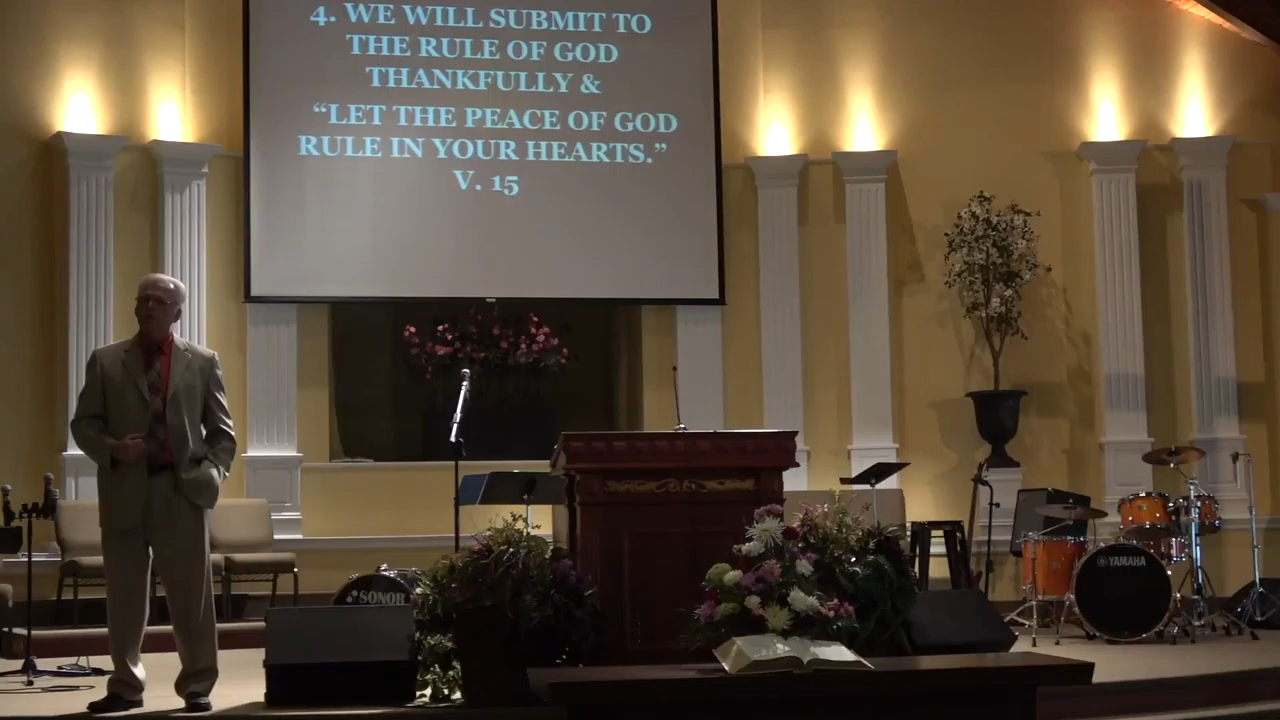 4. WE WILL SUBMIT TO
THE RULE OF GOD
THANKFULLY &
“LET THE PEACE OF GOD
RULE IN YOUR HEARTS.”
V. 15
SONOR
YAMAHA